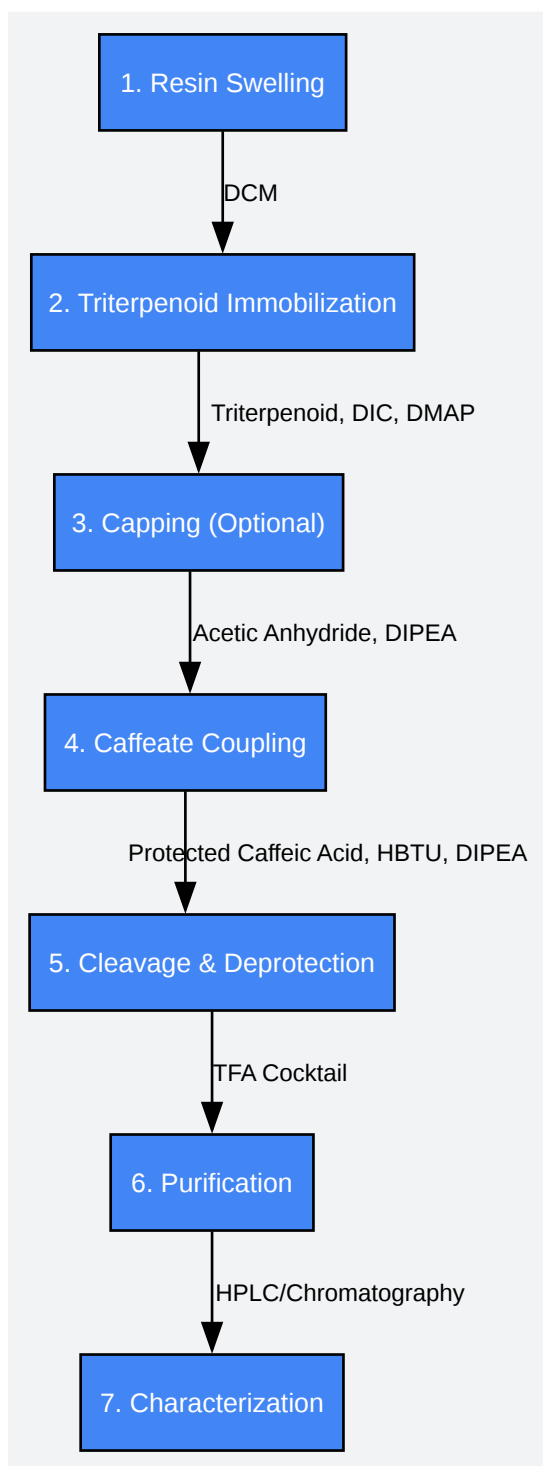 1. Resin Swelling
DCM
2. Triterpenoid Immobilization
Triterpenoid, DIC, DMAP
3. Capping (Optional)
Acetic Anhydride, DIPEA
4. Caffeate Coupling
Protected Caffeic Acid, HBTU, DIPEA
5. Cleavage & Deprotection
TFA Cocktail
6. Purification
HPLC/Chromatography
7. Characterization